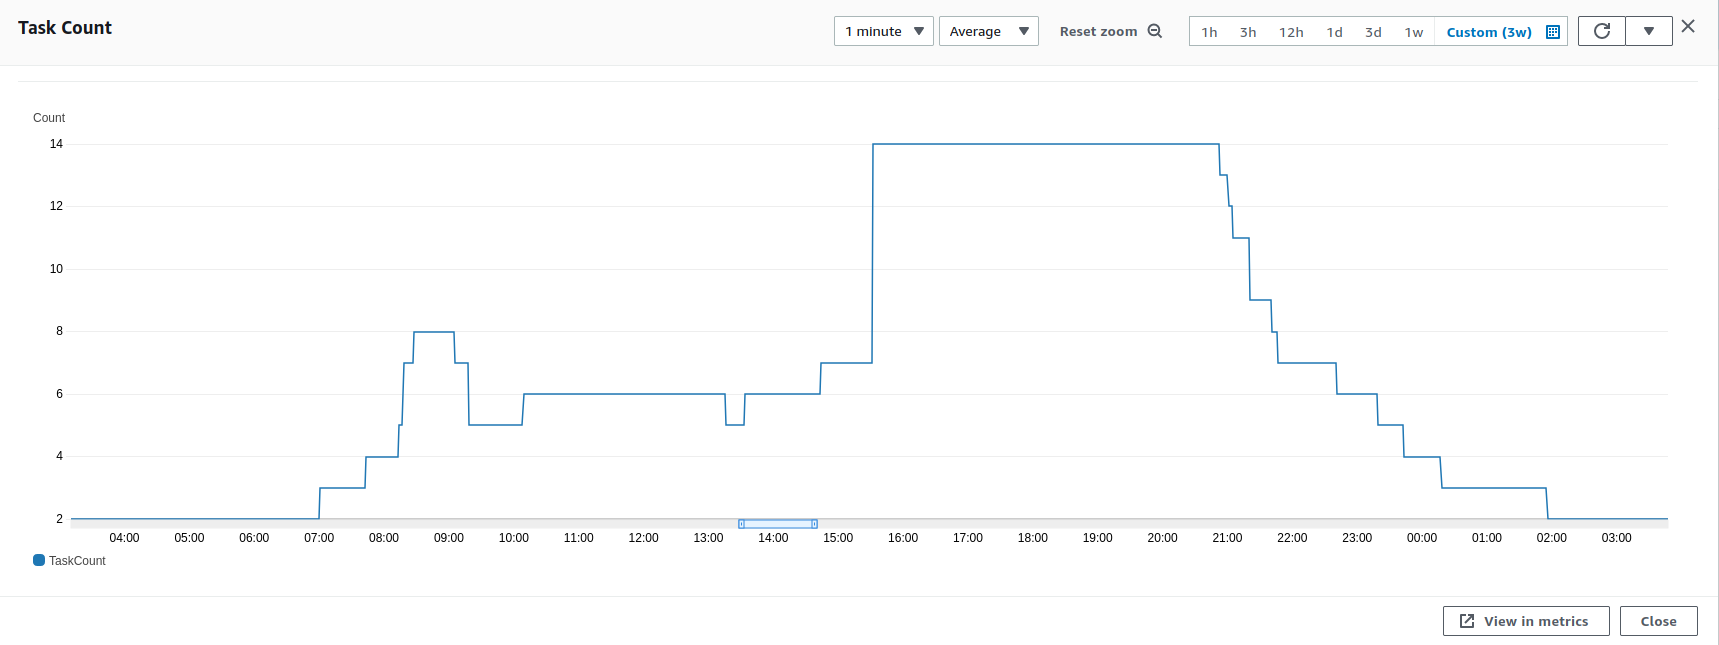 Task Count
1 minute Average Reset zoom 1h 3h 12h 1d 3d 1w Custom (3w)
Count
14
12
10
8
6
4
2
04:00 05:00 06:00 07:00 08:00 09:00 10:00 11:00 12:00 13:00 14:00 15:00 16:00 17:00 18:00 19:00 20:00 21:00 22:00 23:00 00:00 01:00 02:00 03:00
TaskCount
View in metrics Close